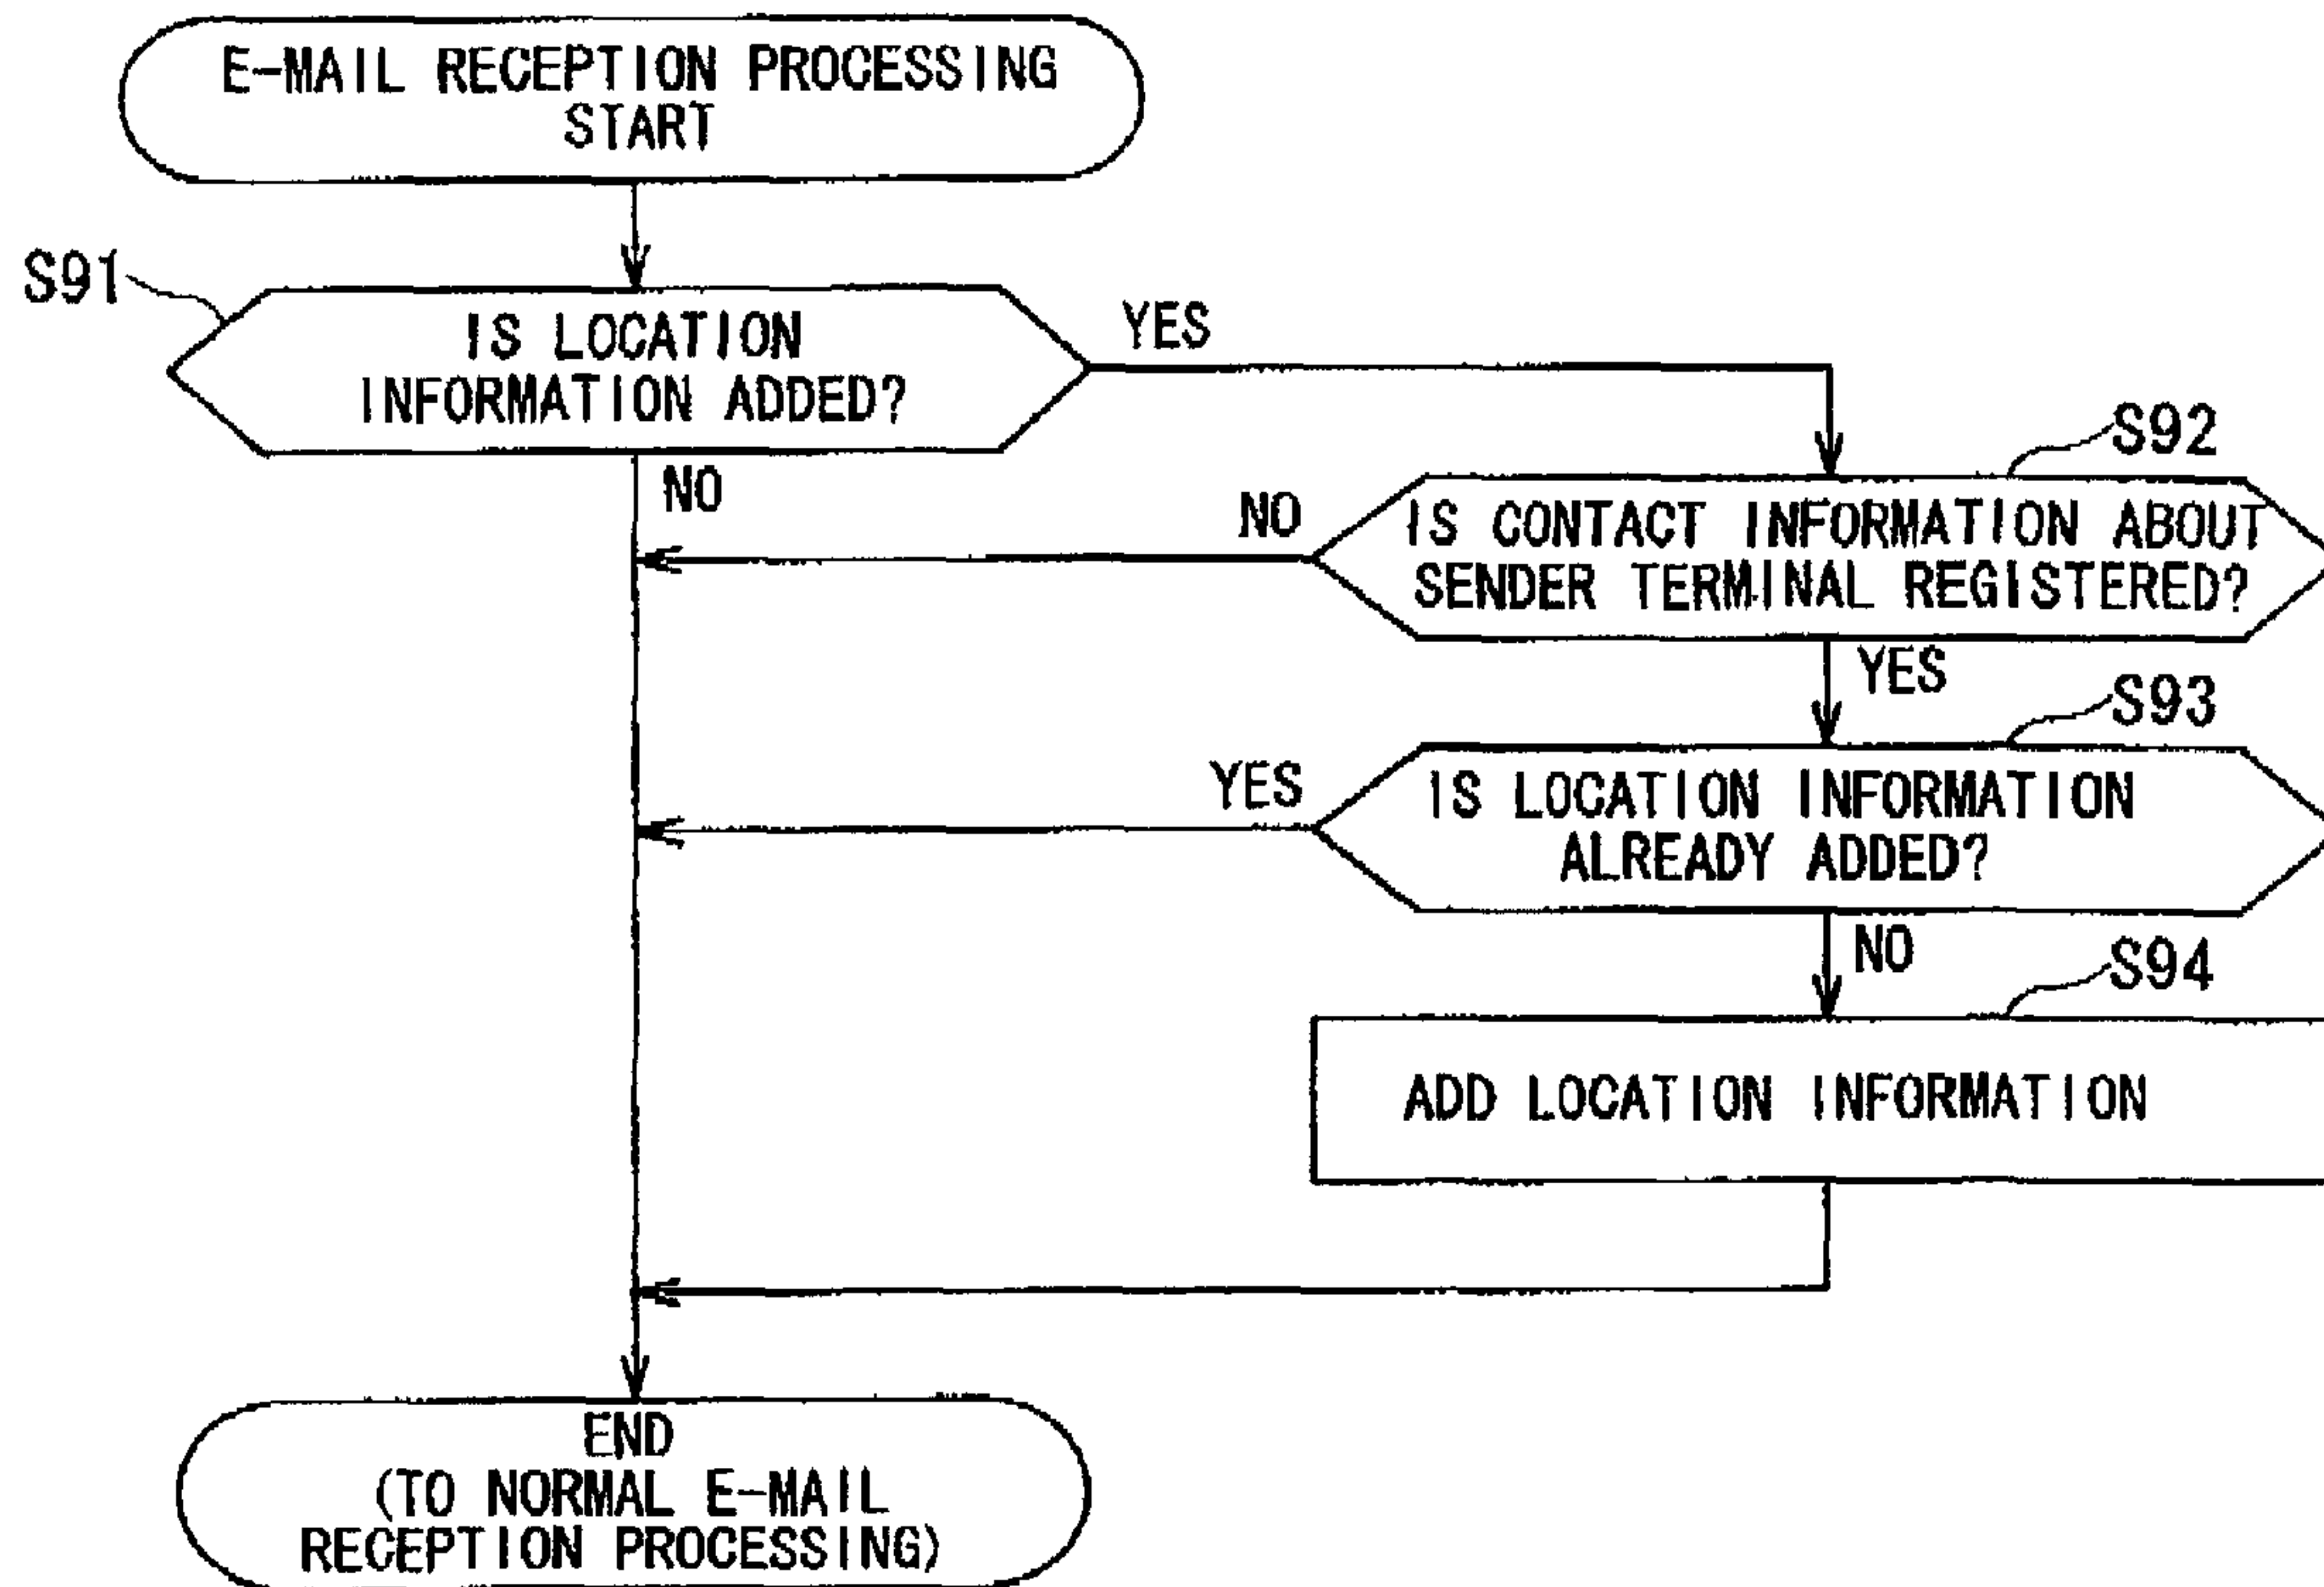 E-MAIL RECEPTION PROCESSING
START
S91
IS LOCATION
INFORMATION ADDED?
YES
NO
S92
IS CONTACT INFORMATION ABOUT
SENDER TERMINAL REGISTERED?
NO
YES
S93
IS LOCATION INFORMATION
ALREADY ADDED?
YES
NO
S94
ADD LOCATION INFORMATION
END
(TO NORMAL E-MAIL
RECEPTION PROCESSING)